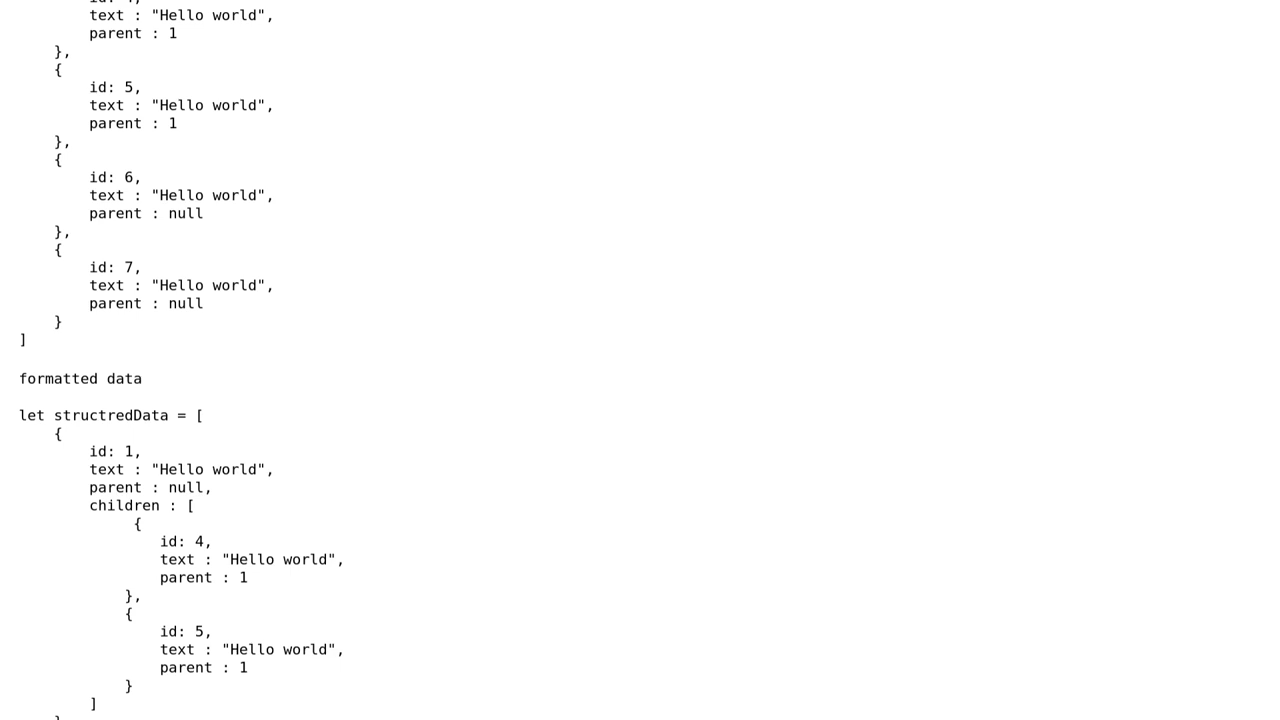 text : "Hello world",
parent : 1
},
{
id: 5,
text : "Hello world",
parent : 1
},
{
id: 6,
text : "Hello world",
parent : null
},
{
id: 7,
text : "Hello world",
parent : null
}
]
formatted data
let structredData = [
{
id: 1,
text : "Hello world",
parent : null,
children : [
{
id: 4,
text : "Hello world",
parent : 1
},
{
id: 5,
text : "Hello world",
parent : 1
}
]